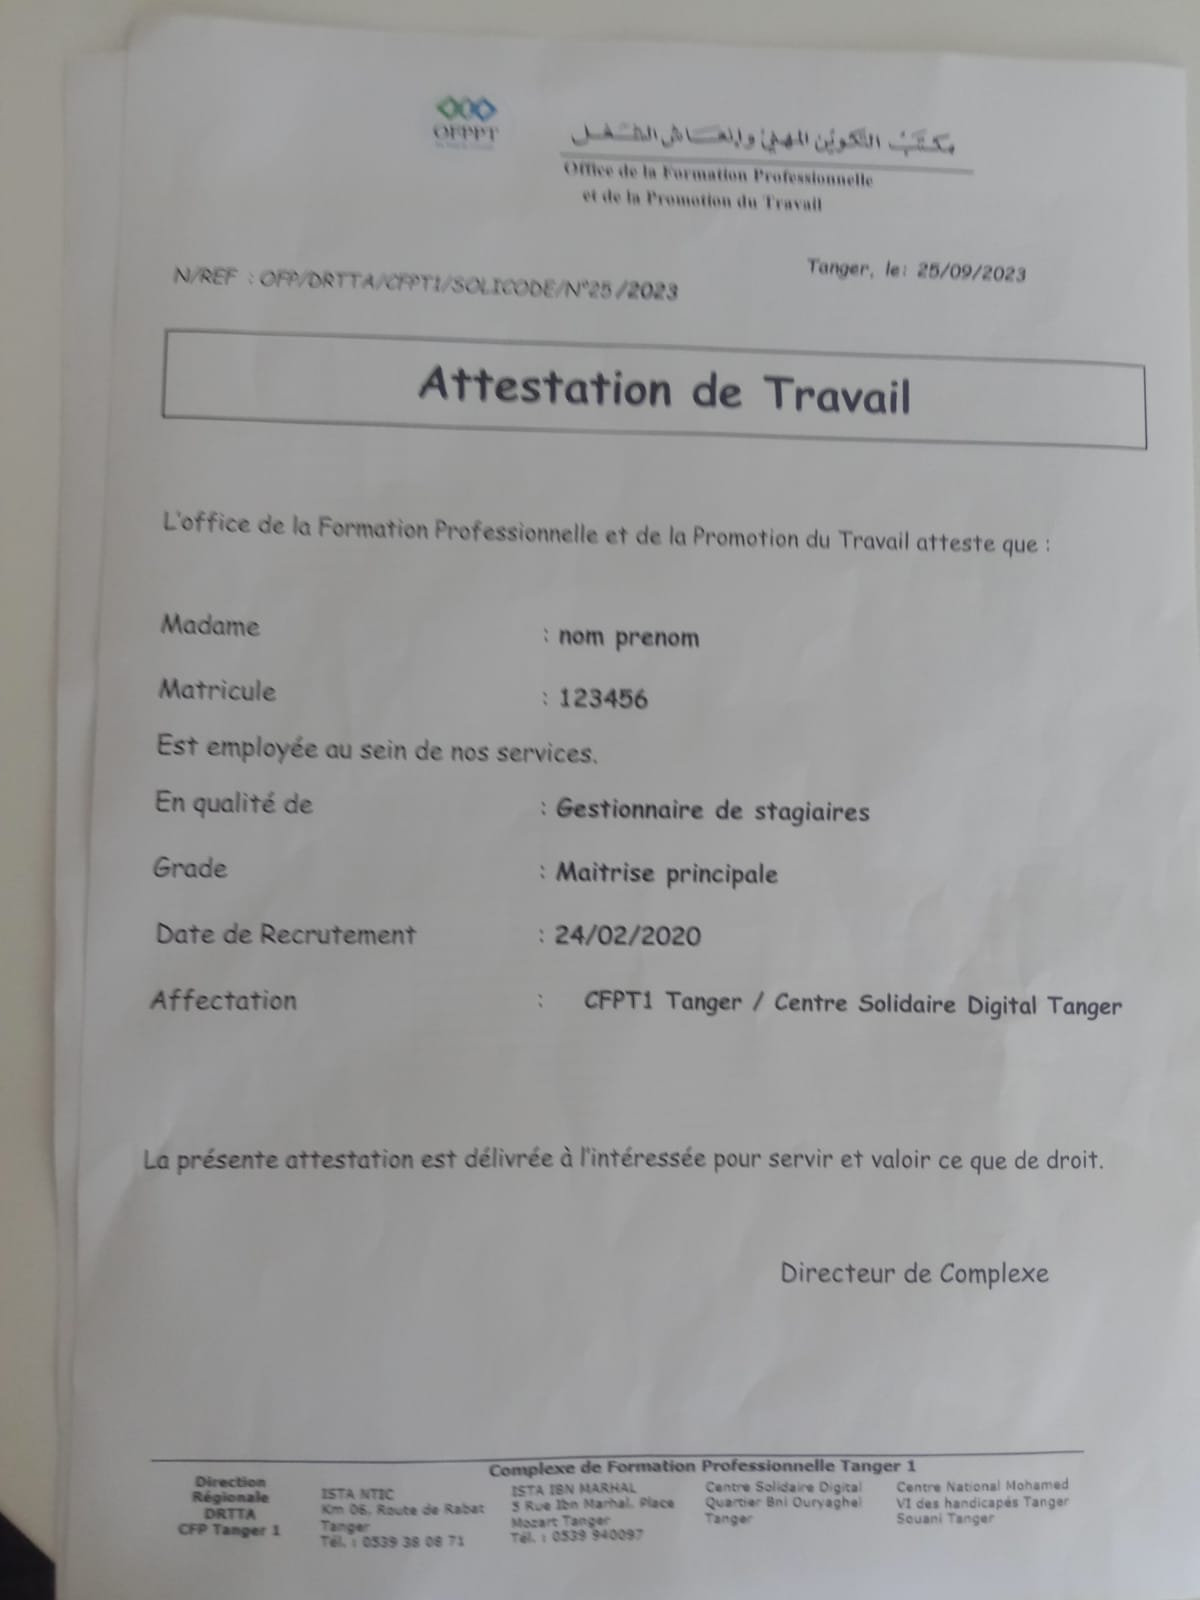 OFPPT
مكتب التكوين المهني وإنعاش الشغل
Office de la Formation Professionnelle
et de la Promotion du Travail
Tanger, le: 25/09/2023
N/REF : OFP/DRTTA/CFPT1/SOLICODE/N°25/2023
Attestation de Travail
L'office de la Formation Professionnelle et de la Promotion du Travail atteste que :
Madame : nom prenom
Matricule : 123456
Est employée au sein de nos services.
En qualité de : Gestionnaire de stagiaires
Grade : Maitrise principale
Date de Recrutement : 24/02/2020
Affectation : CFPT1 Tanger / Centre Solidaire Digital Tanger
La présente attestation est délivrée à l'intéressée pour servir et valoir ce que de droit.
Directeur de Complexe
Complexe de Formation Professionnelle Tanger 1
Direction
Régionale
DRTTA
CFP Tanger 1
ISTA NTIC
Km 06, Route de Rabat
Tanger
Tél. : 0539 38 08 71
ISTA IBN MARHAL
5 Rue Ibn Marhal, Place
Mozart Tanger
Tél. : 0539 940097
Centre Solidaire Digital
Quartier Bni Ouryaghel
Tanger
Centre National Mohamed
VI des handicapés Tanger
Souani Tanger